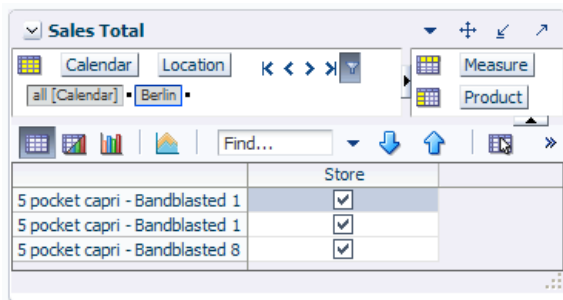 Sales Total
Calendar Location Measure
all [Calendar] Berlin Product
Find...
Store
5 pocket capri - Bandblasted 1
5 pocket capri - Bandblasted 1
5 pocket capri - Bandblasted 8